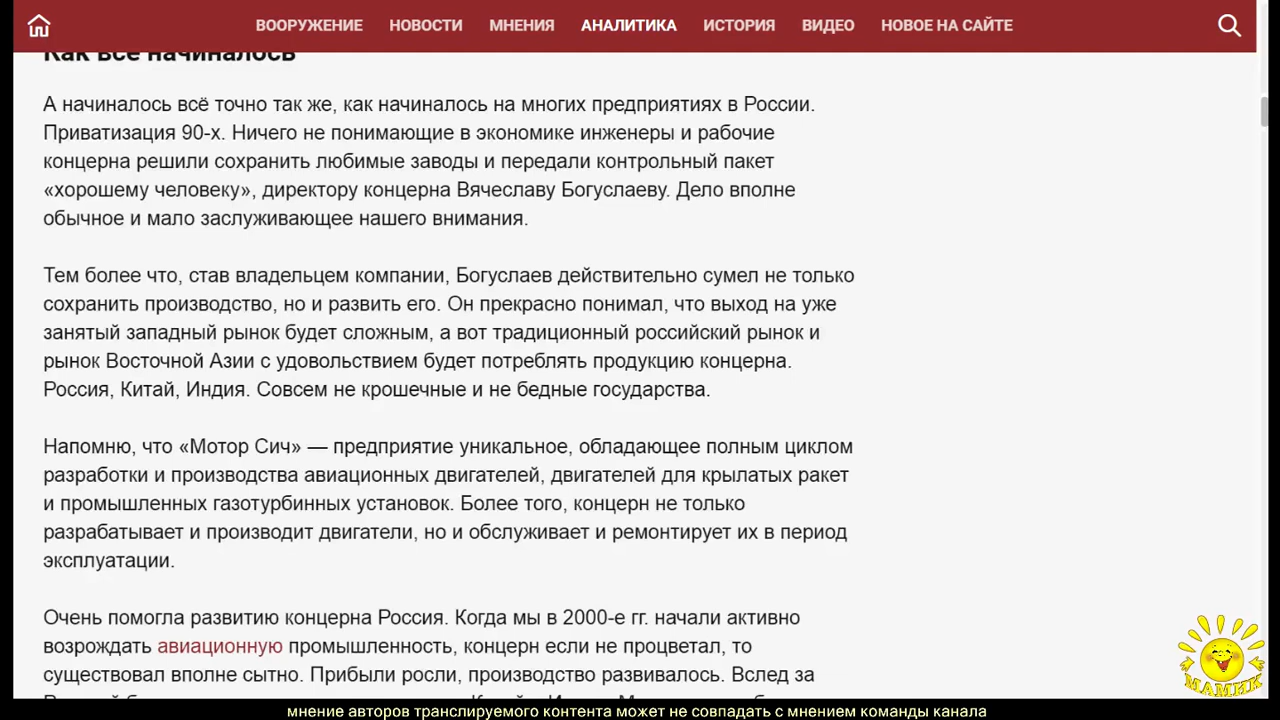 ВООРУЖЕНИЕ НОВОСТИ МНЕНИЯ АНАЛИТИКА ИСТОРИЯ ВИДЕО НОВОЕ НА САЙТЕ
Как всё начиналось
А начиналось всё точно так же, как начиналось на многих предприятиях в России.
Приватизация 90-х. Ничего не понимающие в экономике инженеры и рабочие
концерна решили сохранить любимые заводы и передали контрольный пакет
«хорошему человеку», директору концерна Вячеславу Богуслаеву. Дело вполне
обычное и мало заслуживающее нашего внимания.
Тем более что, став владельцем компании, Богуслаев действительно сумел не только
сохранить производство, но и развить его. Он прекрасно понимал, что выход на уже
занятый западный рынок будет сложным, а вот традиционный российский рынок и
рынок Восточной Азии с удовольствием будет потреблять продукцию концерна.
Россия, Китай, Индия. Совсем не крошечные и не бедные государства.
Напомню, что «Мотор Сич» — предприятие уникальное, обладающее полным циклом
разработки и производства авиационных двигателей, двигателей для крылатых ракет
и промышленных газотурбинных установок. Более того, концерн не только
разрабатывает и производит двигатели, но и обслуживает и ремонтирует их в период
эксплуатации.
Очень помогла развитию концерна Россия. Когда мы в 2000-е гг. начали активно
возрождать авиационную промышленность, концерн если не процветал, то
существовал вполне сытно. Прибыли росли, производство развивалось. Вслед за
МАМИК
мнение авторов транслируемого контента может не совпадать с мнением команды канала